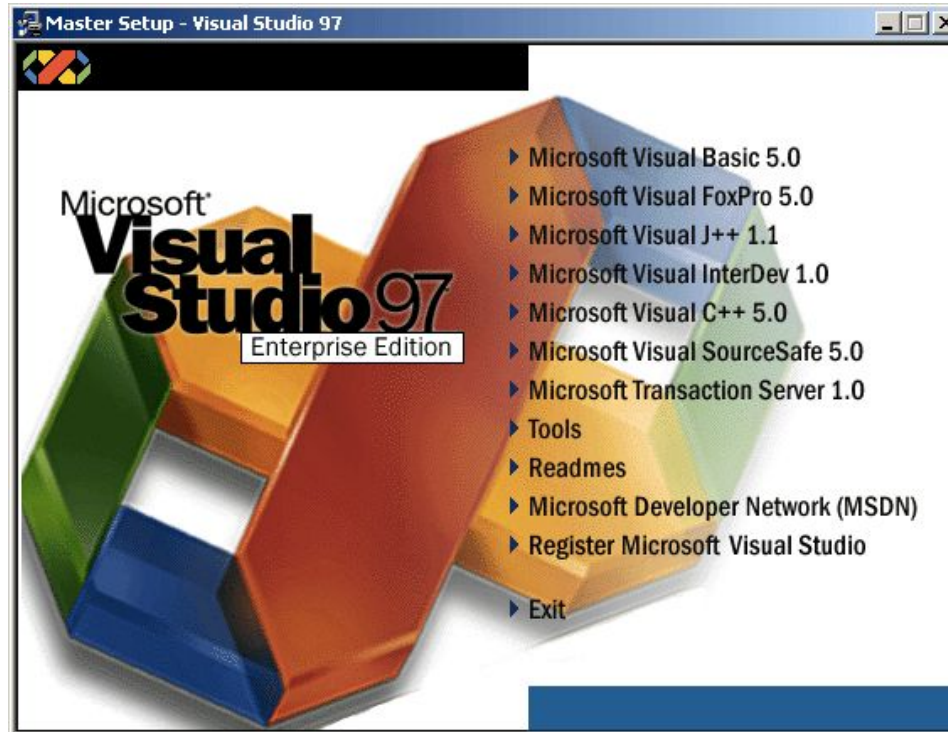 Master Setup - Visual Studio 97
Microsoft®
Visual
Studio 97
Enterprise Edition
Microsoft Visual Basic 5.0
Microsoft Visual FoxPro 5.0
Microsoft Visual J++ 1.1
Microsoft Visual InterDev 1.0
Microsoft Visual C++ 5.0
Microsoft Visual SourceSafe 5.0
Microsoft Transaction Server 1.0
Tools
Readmes
Microsoft Developer Network (MSDN)
Register Microsoft Visual Studio
Exit